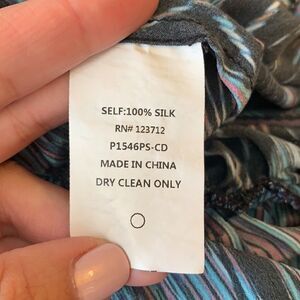 SELF:100% SILK
RN# 123712
P1546PS-CD
MADE IN CHINA
DRY CLEAN ONLY